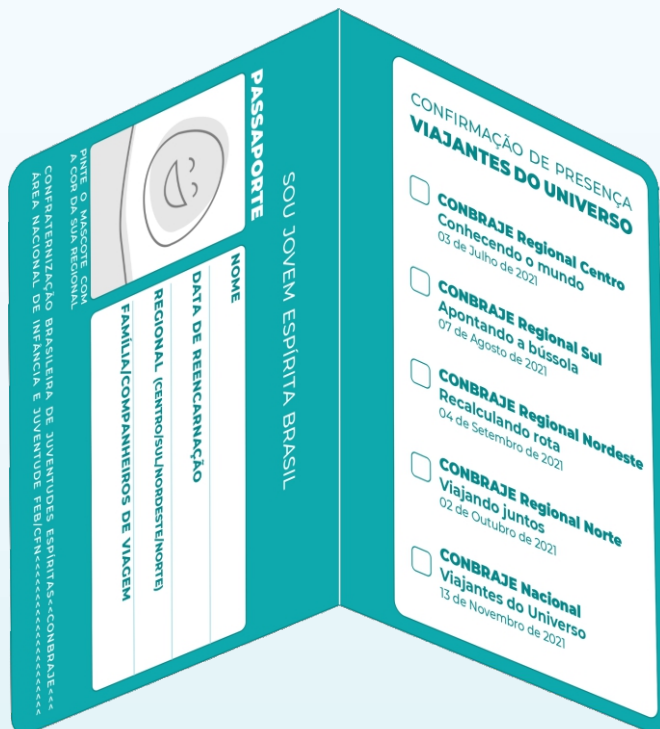 SOU JOVEM ESPÍRITA BRASIL
PASSAPORTE
NOME
DATA DE REENCARNAÇÃO
REGIONAL (CENTRO/SUL/NORDESTE/NORTE)
FAMÍLIA/COMPANHEIROS DE VIAGEM
PINTE O MASCOTE COM
A COR DA SUA REGIONAL
CONFRATERNIZAÇÃO BRASILEIRA DE JUVENTUDES ESPÍRITAS<<CONBRAJE<<<
ÁREA NACIONAL DE INFÂNCIA E JUVENTUDE FEB/CFN<<<<<<<<<<<<<<<<<<<<
CONFIRMAÇÃO DE PRESENÇA
VIAJANTES DO UNIVERSO
CONBRAJE Regional Centro
Conhecendo o mundo
03 de Julho de 2021
CONBRAJE Regional Sul
Apontando a bússola
07 de Agosto de 2021
CONBRAJE Regional Nordeste
Recalculando rota
04 de Setembro de 2021
CONBRAJE Regional Norte
Viajando juntos
02 de Outubro de 2021
CONBRAJE Nacional
Viajantes do Universo
13 de Novembro de 2021